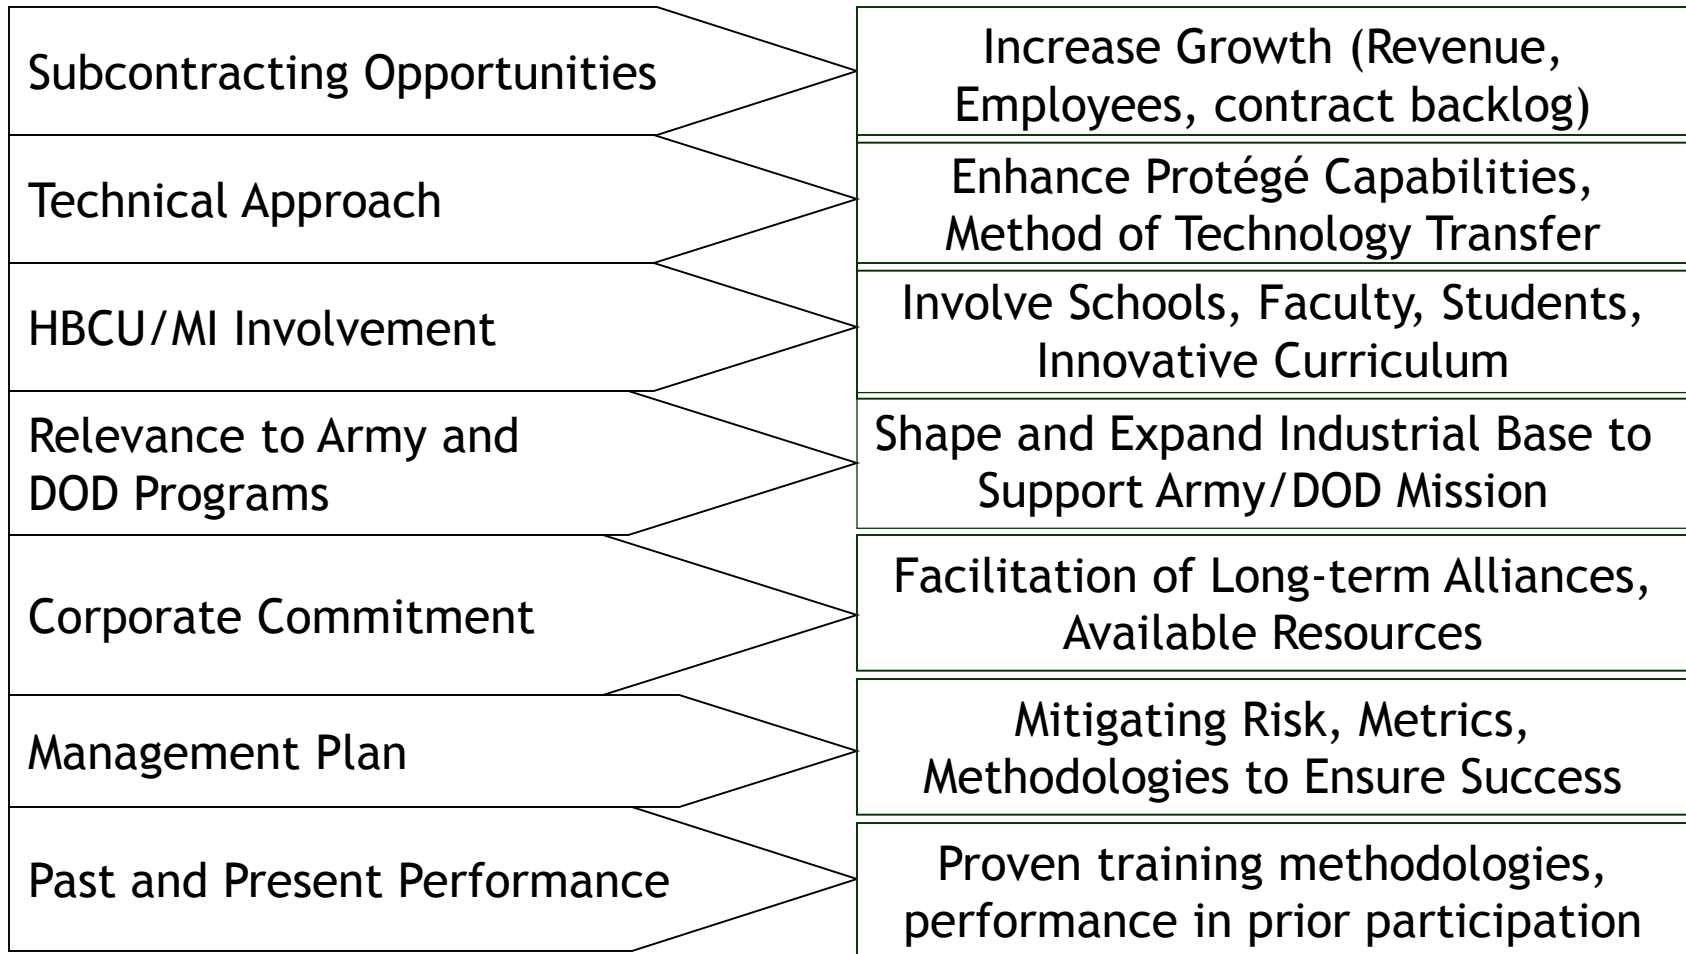 Subcontracting Opportunities
Increase Growth (Revenue,
Employees, contract backlog)
Technical Approach
Enhance Protégé Capabilities,
Method of Technology Transfer
HBCU/MI Involvement
Involve Schools, Faculty, Students,
Innovative Curriculum
Relevance to Army and
DOD Programs
Shape and Expand Industrial Base to
Support Army/DOD Mission
Corporate Commitment
Facilitation of Long-term Alliances,
Available Resources
Management Plan
Mitigating Risk, Metrics,
Methodologies to Ensure Success
Past and Present Performance
Proven training methodologies,
performance in prior participation